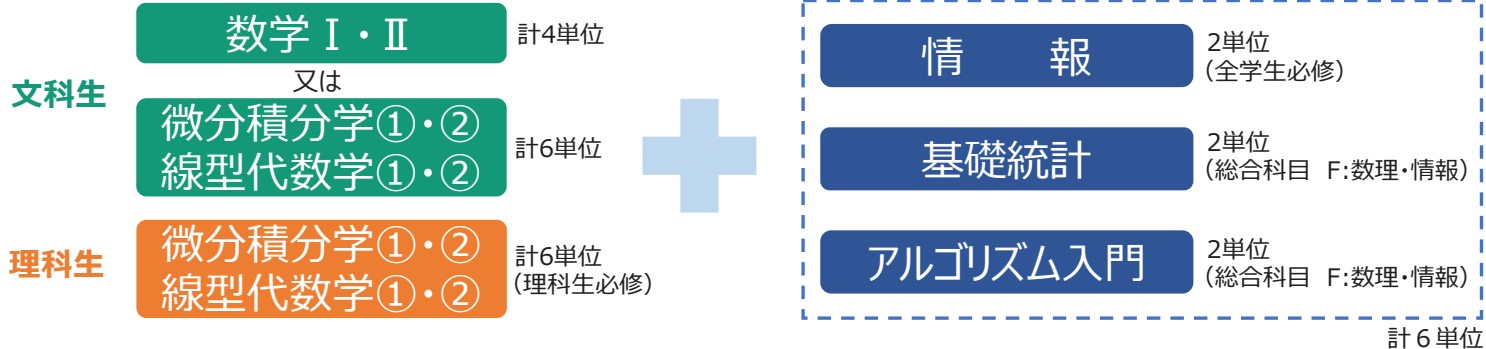 文科生
数学Ⅰ・Ⅱ
計4単位
又は
微分積分学①・②
線型代数学①・②
計6単位
理科生
微分積分学①・②
線型代数学①・②
計6単位
（理科生必修）
情　　報
2単位
（全学生必修）
基礎統計
2単位
（総合科目　F:数理・情報）
アルゴリズム入門
2単位
（総合科目　F:数理・情報）
計６単位